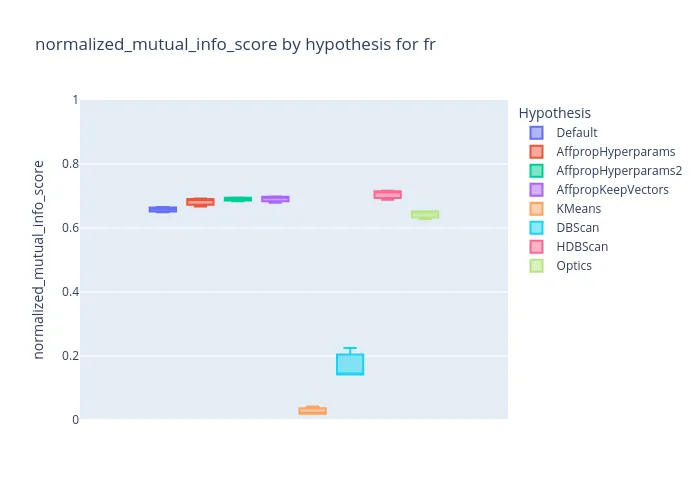 normalized_mutual_info_score by hypothesis for fr
normalized_mutual_info_score
1
0.8
0.6
0.4
0.2
0
Hypothesis
Default
AffpropHyperparams
AffpropHyperparams2
AffpropKeepVectors
KMeans
DBScan
HDBScan
Optics